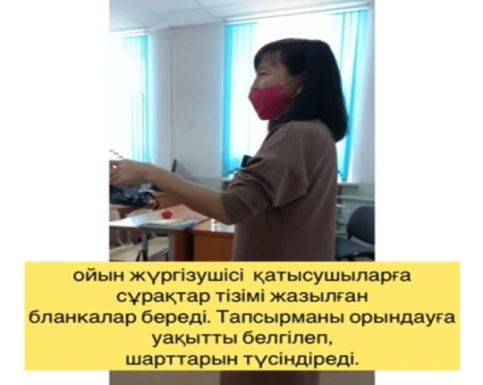 ойын жүргізушісі қатысушыларға
сұрақтар тізімі жазылған
бланкалар береді. Тапсырманы орындауға
уақытты белгілеп,
шарттарын түсіндіреді.